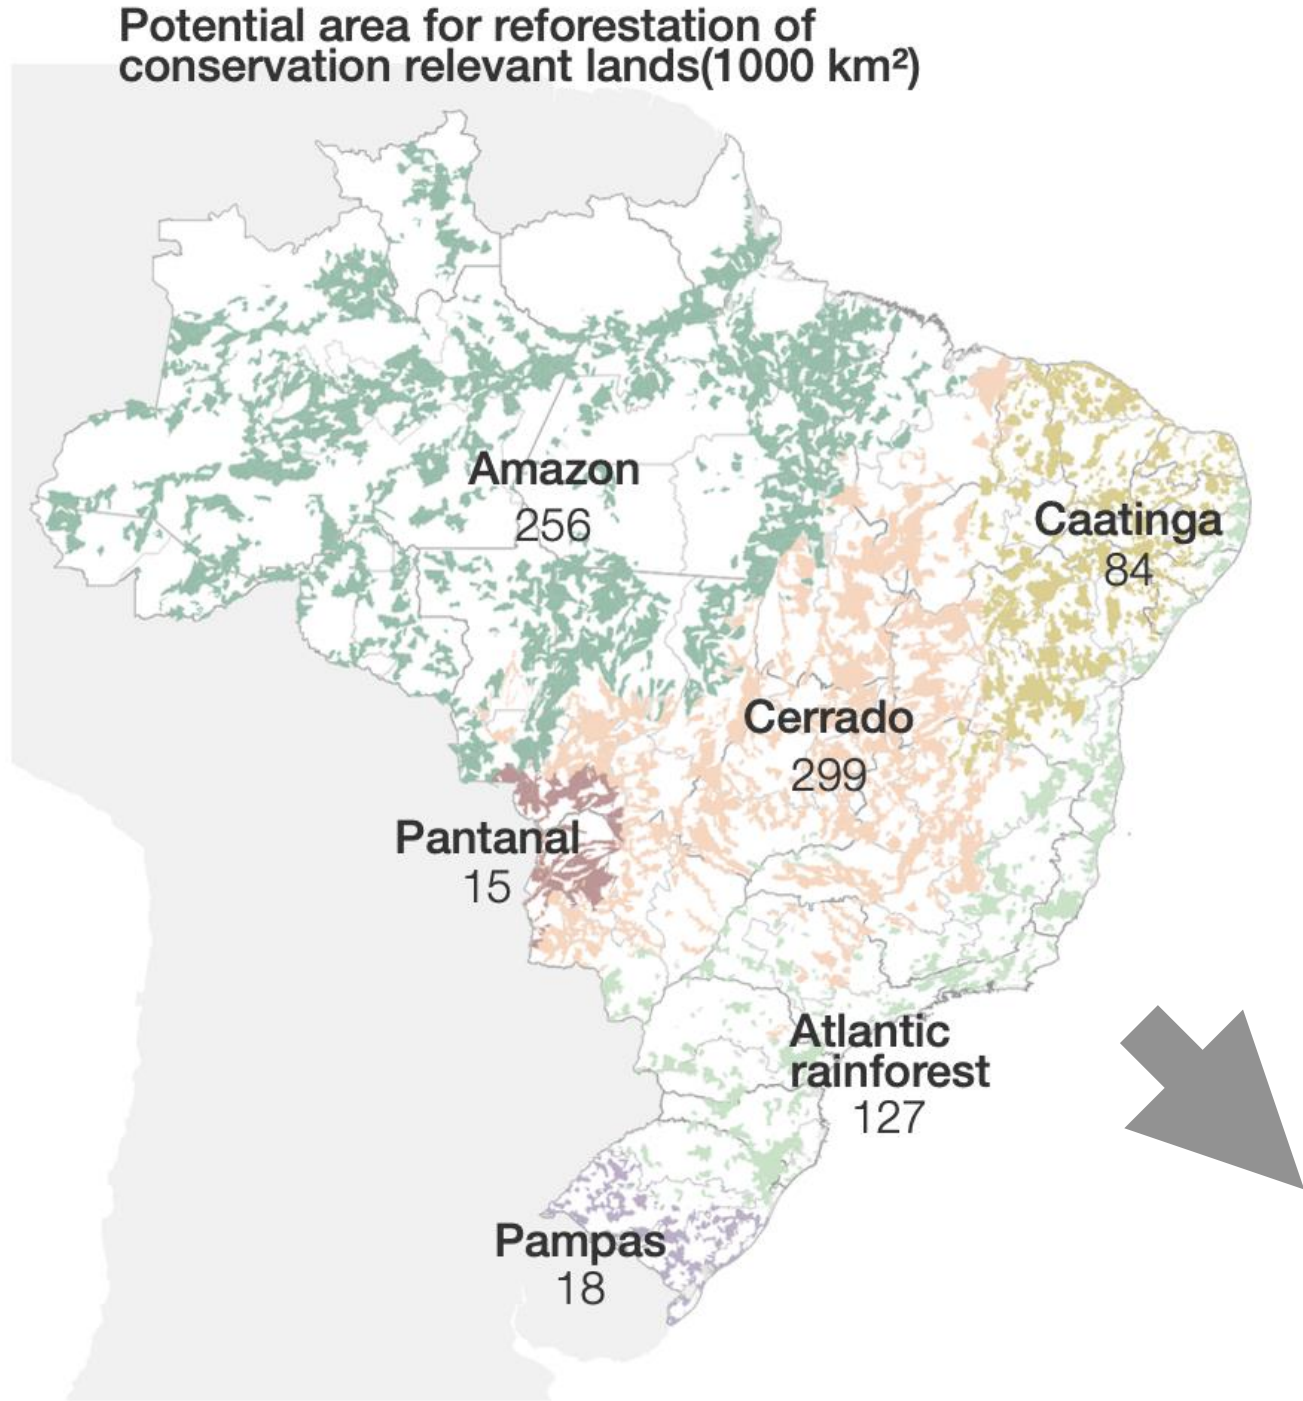 Potential area for reforestation of
conservation relevant lands(1000 km²)
Amazon
256
Caatinga
84
Cerrado
299
Pantanal
15
Atlantic
rainforest
127
Pampas
18